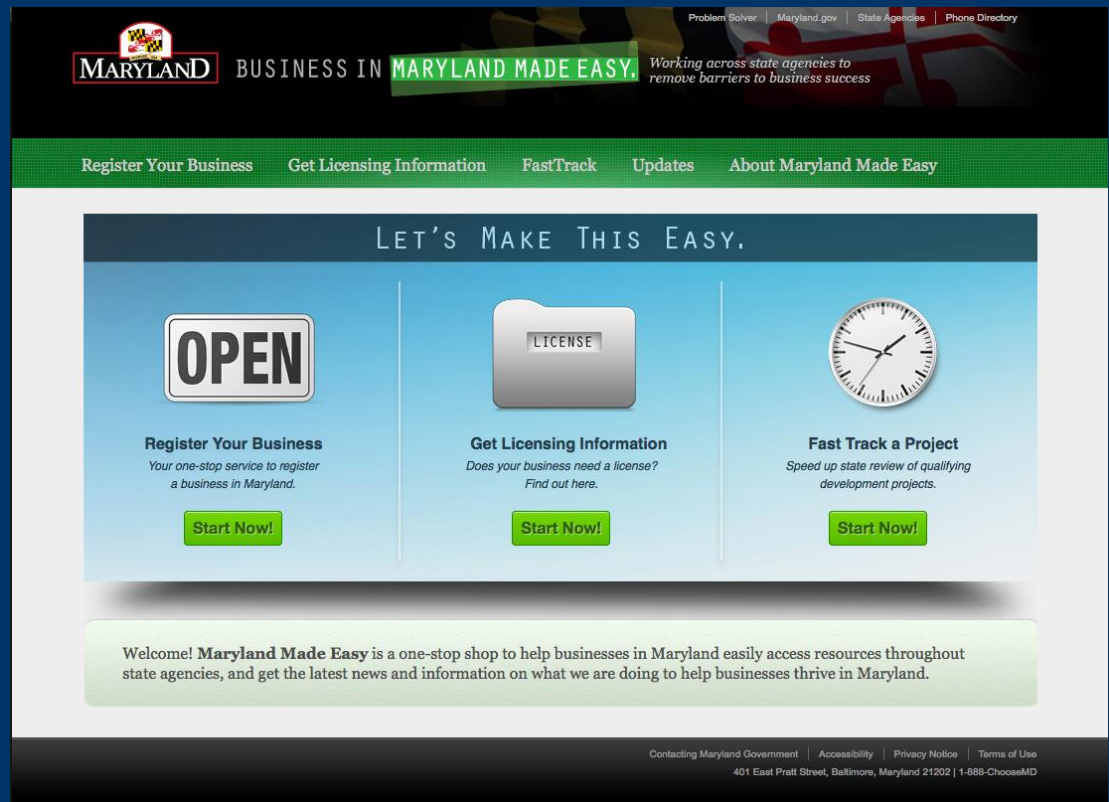 Problem Solver | Maryland.gov | State Agencies | Phone Directory
MARYLAND
BUSINESS IN MARYLAND MADE EASY.
Working across state agencies to
remove barriers to business success
Register Your Business Get Licensing Information FastTrack Updates About Maryland Made Easy
LET'S MAKE THIS EASY.
OPEN
LICENSE
Register Your Business
Your one-stop service to register
a business in Maryland.
Start Now!
Get Licensing Information
Does your business need a license?
Find out here.
Start Now!
Fast Track a Project
Speed up state review of qualifying
development projects.
Start Now!
Welcome! Maryland Made Easy is a one-stop shop to help businesses in Maryland easily access resources throughout
state agencies, and get the latest news and information on what we are doing to help businesses thrive in Maryland.
Contacting Maryland Government | Accessibility | Privacy Notice | Terms of Use
401 East Pratt Street, Baltimore, Maryland 21202 | 1-888-ChooseMD